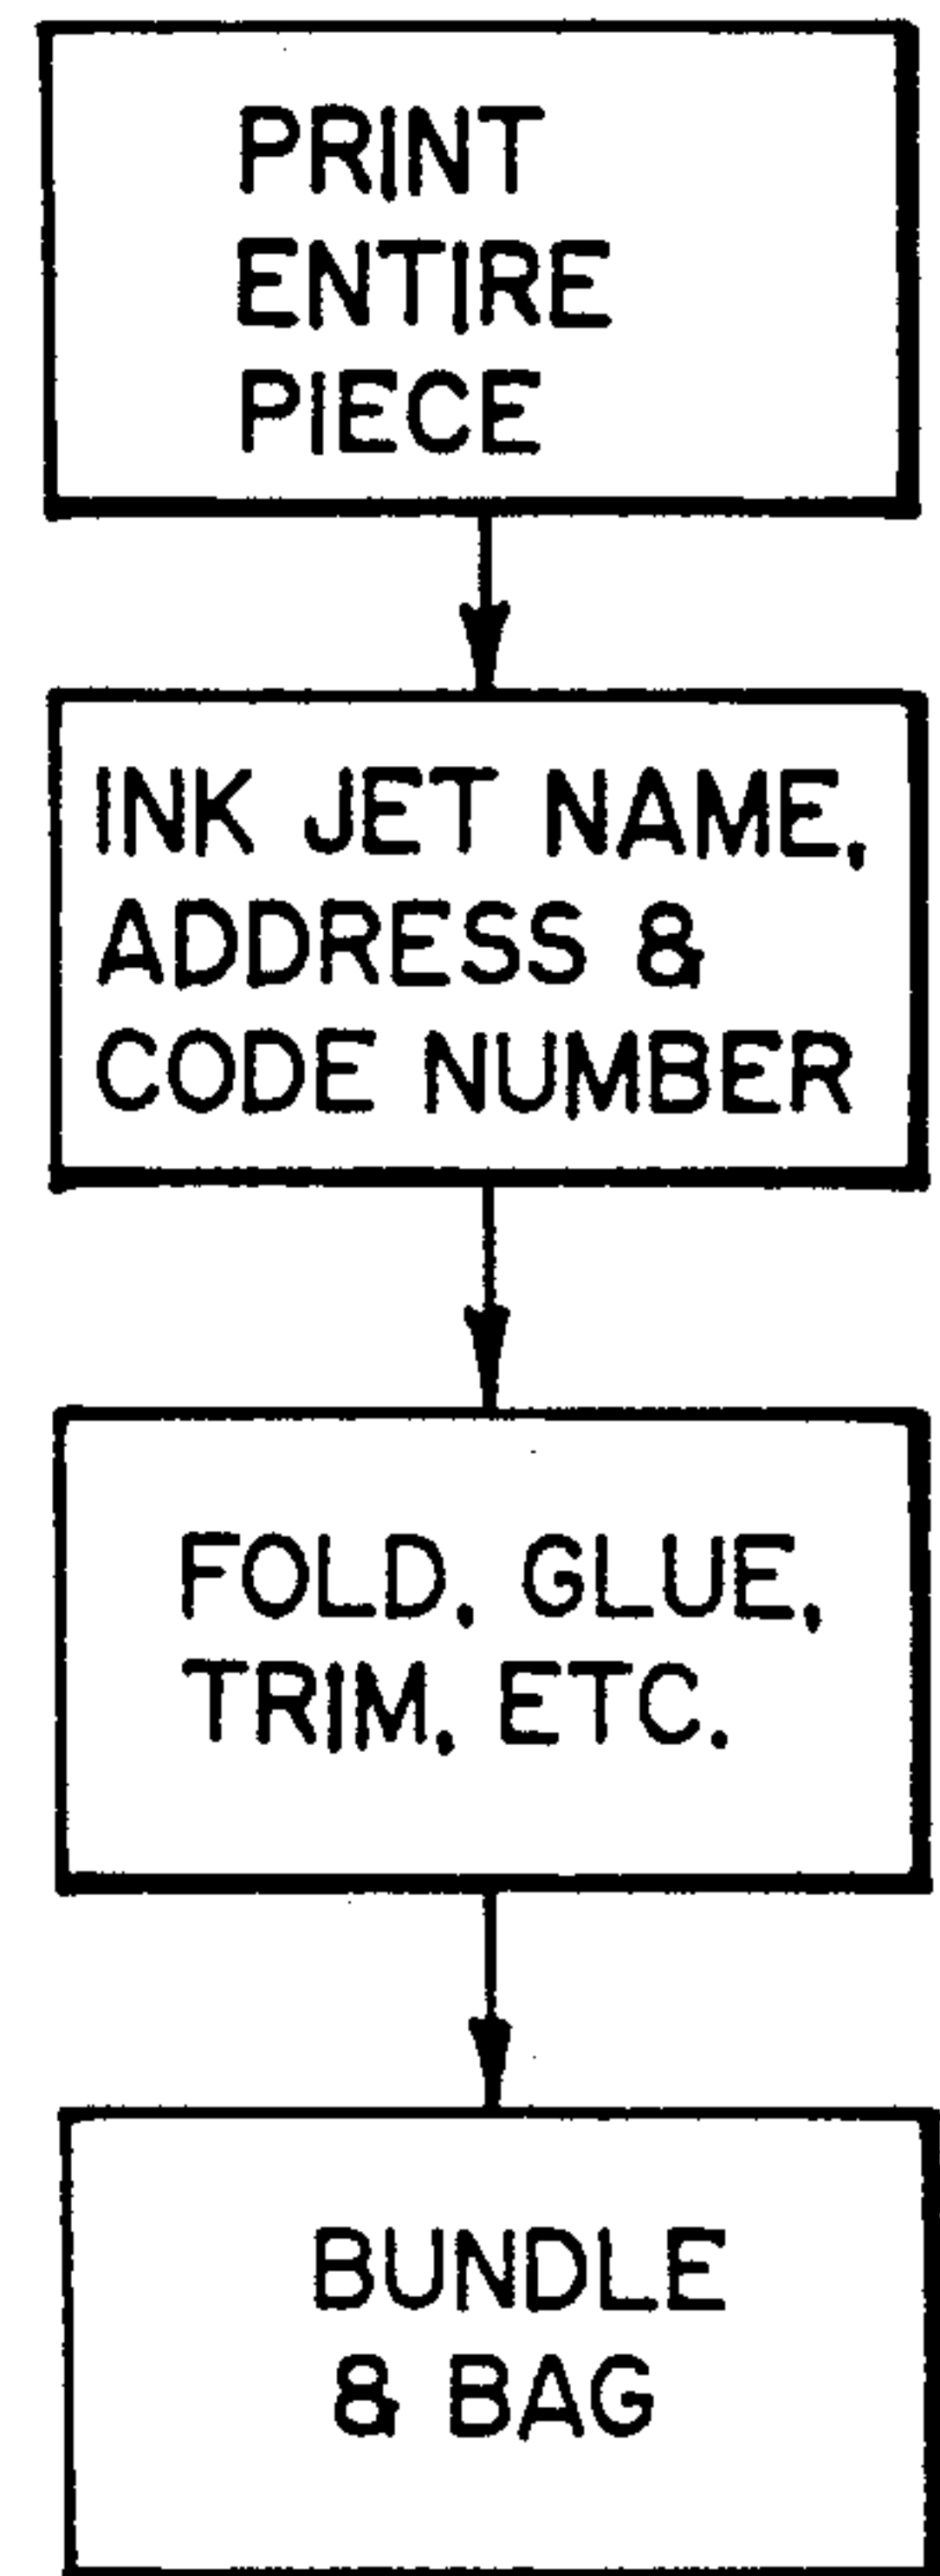 PRINT
ENTIRE
PIECE
INK JET NAME,
ADDRESS &
CODE NUMBER
FOLD, GLUE,
TRIM, ETC.
BUNDLE
& BAG